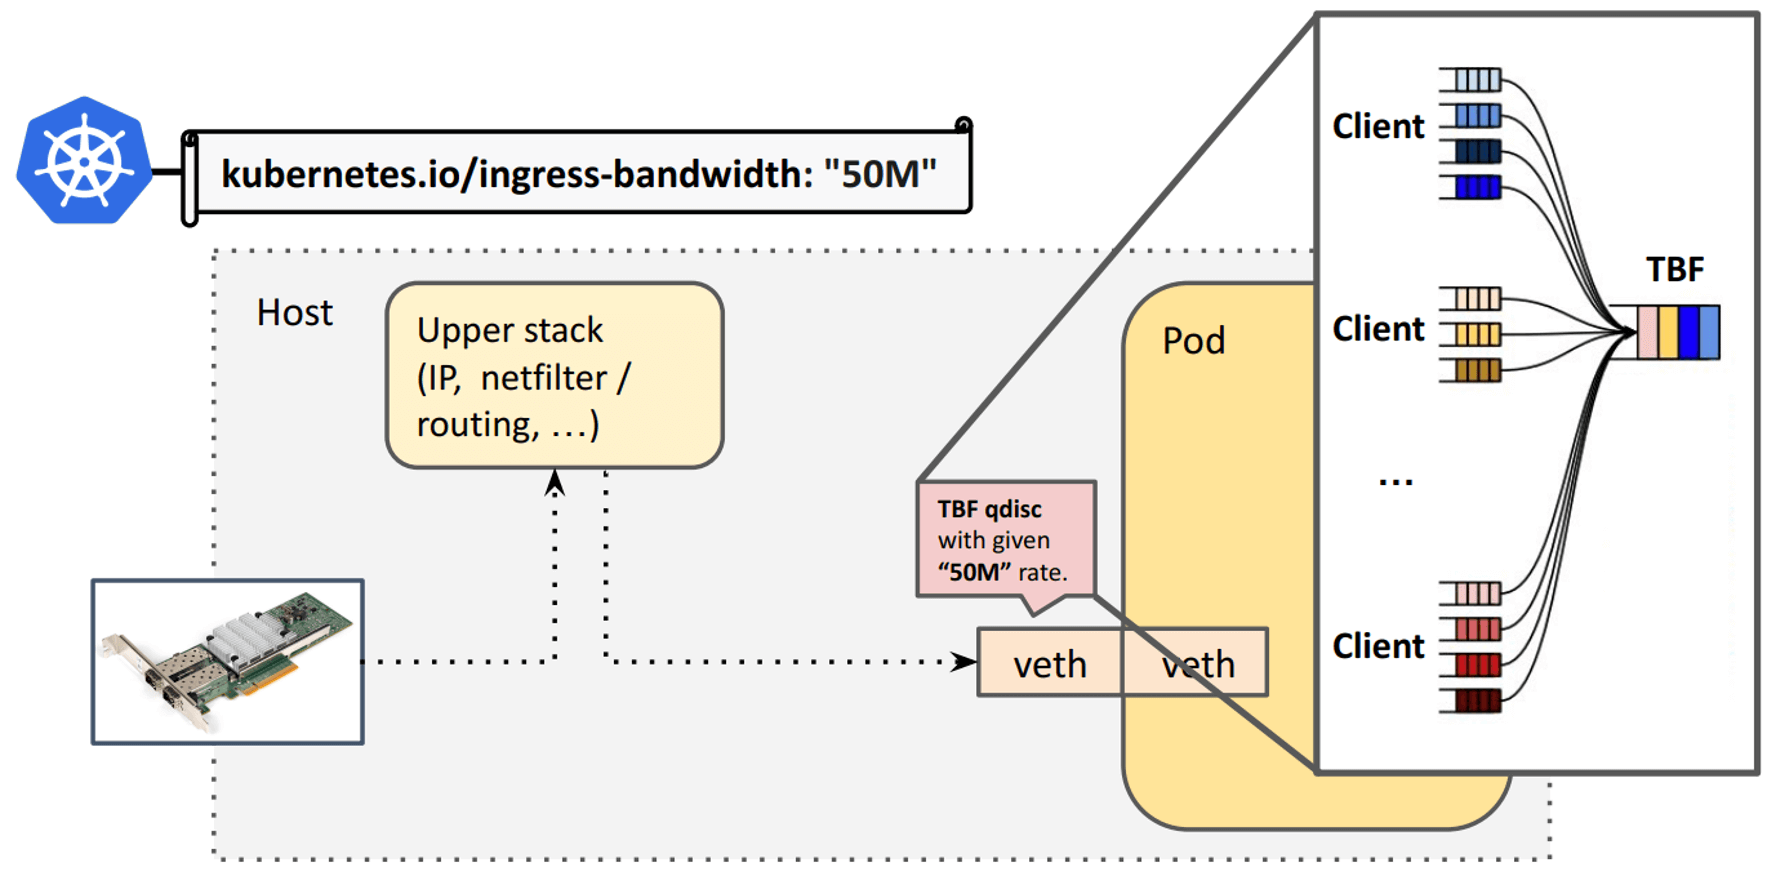 kubernetes.io/ingress-bandwidth: "50M"
Host
Upper stack
(IP, netfilter /
routing, ...)
Pod
TBF qdisc
with given
“50M” rate.
veth
veth
Client
Client
...
Client
TBF